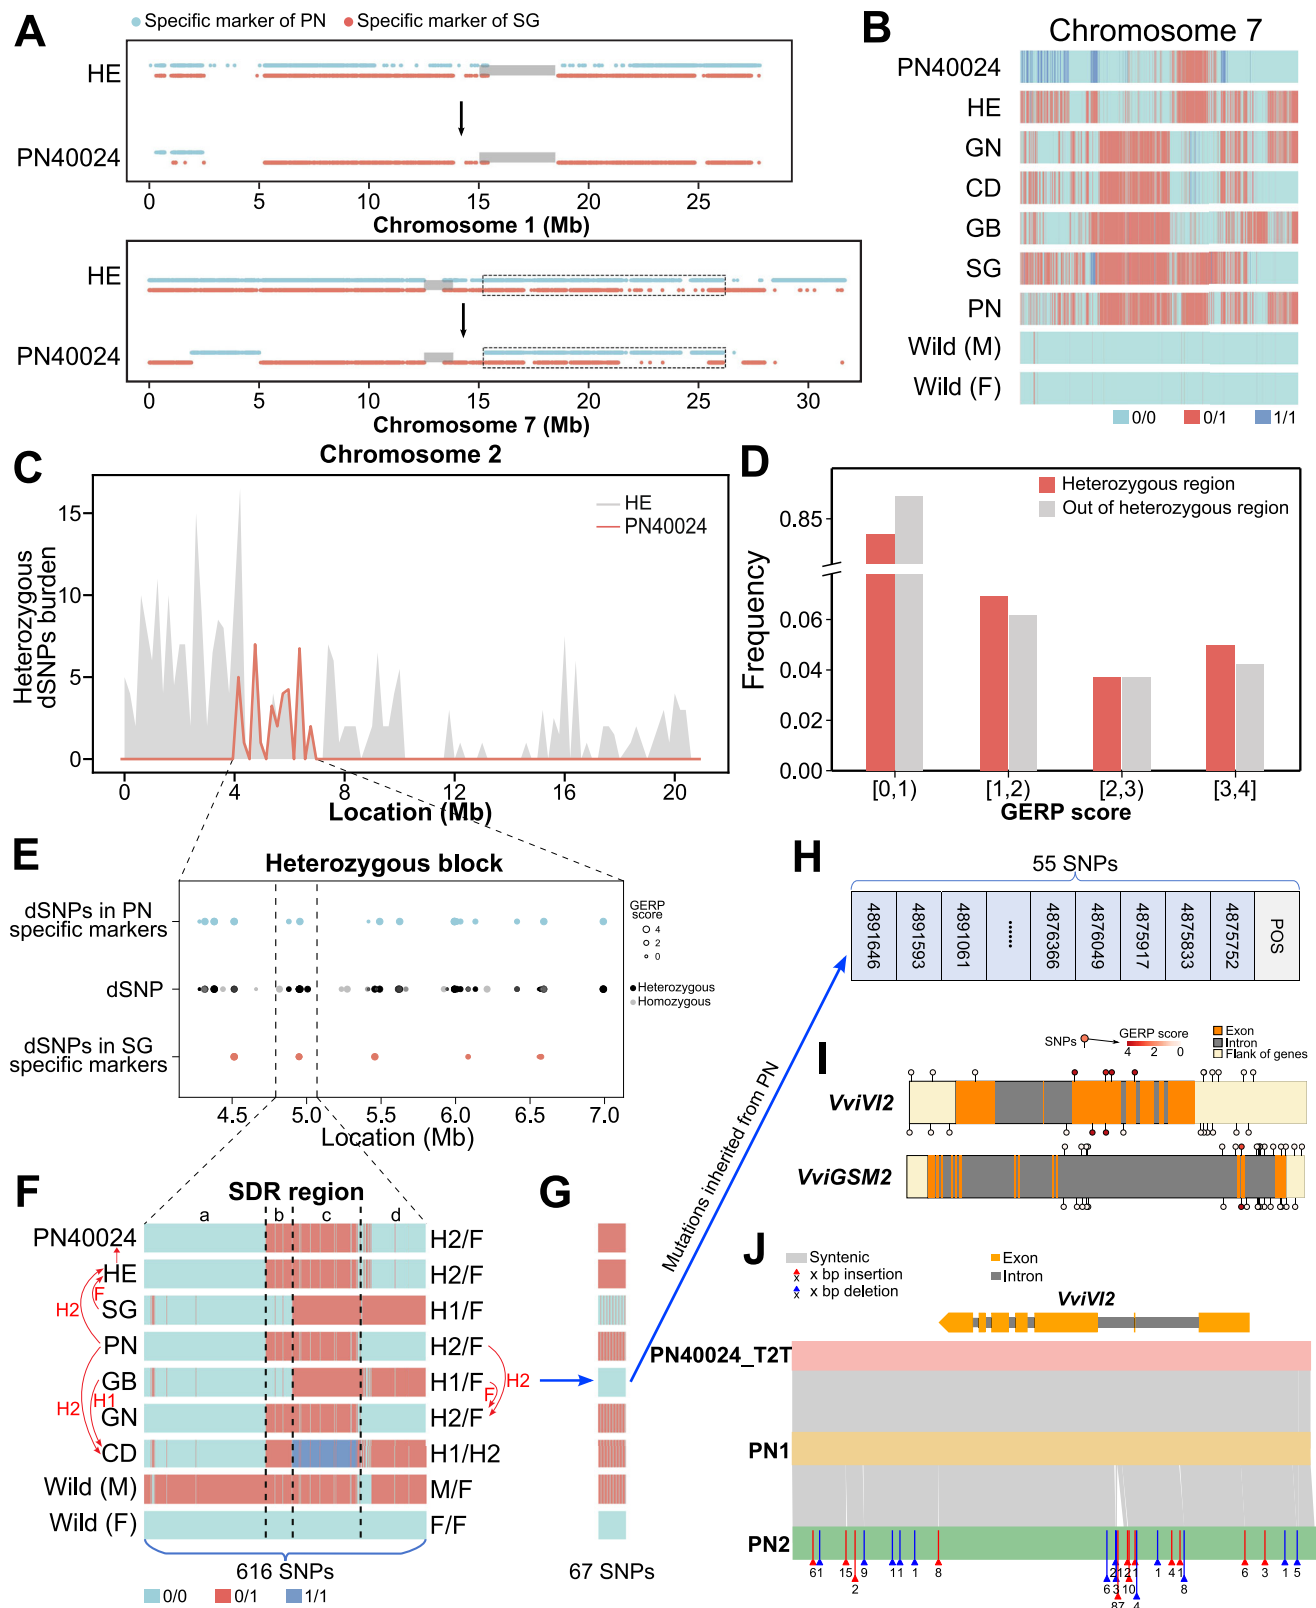 A
Specific marker of PN
Specific marker of SG
HE
PN40024
0 5 10 15 20 25
Chromosome 1 (Mb)
HE
PN40024
0 5 10 15 20 25 30
Chromosome 7 (Mb)
B
Chromosome 7
PN40024
HE
GN
CD
GB
SG
PN
Wild (M)
Wild (F)
0/0 0/1 1/1
C
Chromosome 2
Heterozygous
dSNPs burden
15
10
5
0
HE
PN40024
0 4 8 12 16 20
Location (Mb)
D
Frequency
0.85
0.06
0.04
0.02
0.00
Heterozygous region
Out of heterozygous region
[0,1) [1,2) [2,3) [3,4]
GERP score
E
Heterozygous block
dSNPs in PN
specific markers
dSNP
dSNPs in SG
specific markers
GERP
score
4
2
0
Heterozygous
Homozygous
4.5 5.0 5.5 6.0 6.5 7.0
Location (Mb)
F
SDR region
a b c d
PN40024 H2/F
HE H2/F
SG H1/F
PN H2/F
GB H1/F
GN H2/F
CD H1/H2
Wild (M) M/F
Wild (F) F/F
H2
F
H2
H1
F
H2
616 SNPs
0/0 0/1 1/1
G
67 SNPs
Mutations inherited from PN
H
55 SNPs
4891646
4891593
4891061
......
4876366
4876049
4875917
4875833
4875752
POS
I
SNPs
GERP score
4 2 0
Exon
Intron
Flank of genes
VviVI2
VviGSM2
J
Syntenic
x bp insertion
x bp deletion
x
x
Exon
Intron
VviVI2
PN40024_T2T
PN1
PN2